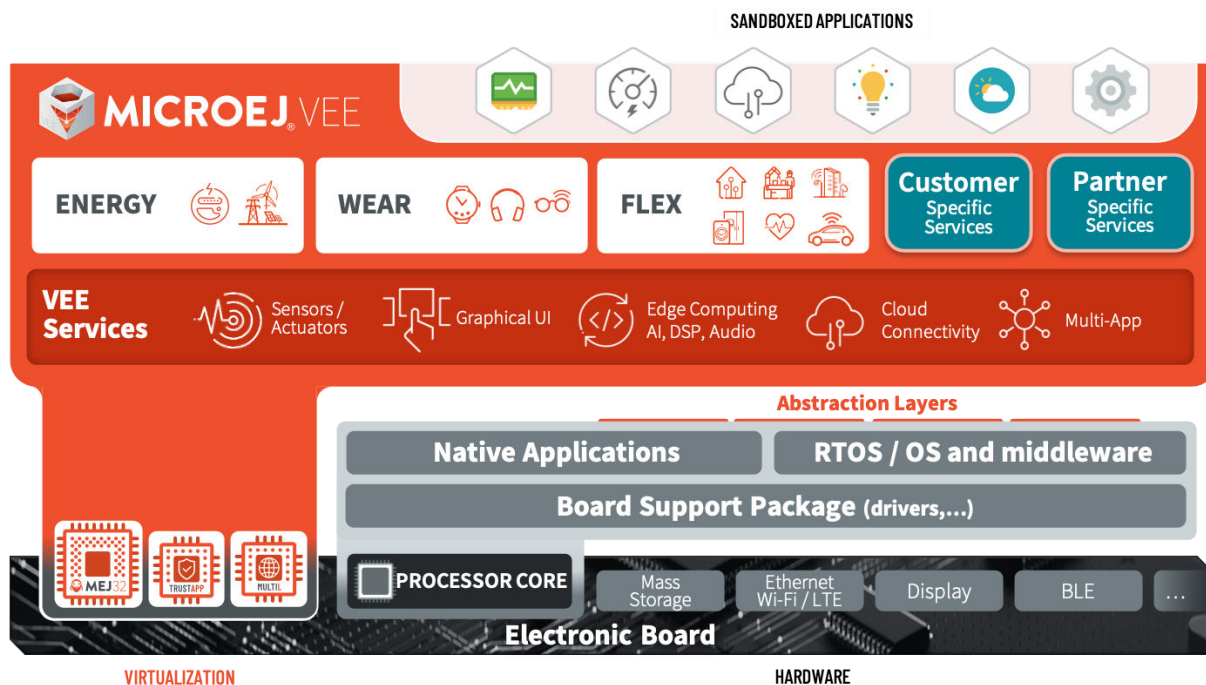 SANDBOXED APPLICATIONS
MICROEJ® VEE
ENERGY
WEAR
FLEX
Customer
Specific
Services
Partner
Specific
Services
VEE
Services
Sensors /
Actuators
Graphical UI
Edge Computing
AI, DSP, Audio
Cloud
Connectivity
Multi-App
Abstraction Layers
Native Applications
RTOS / OS and middleware
Board Support Package (drivers,...)
MEJ32
TRUSTAPP
MULTIL
PROCESSOR CORE
Mass
Storage
Ethernet
Wi-Fi / LTE
Display
BLE
...
Electronic Board
VIRTUALIZATION
HARDWARE